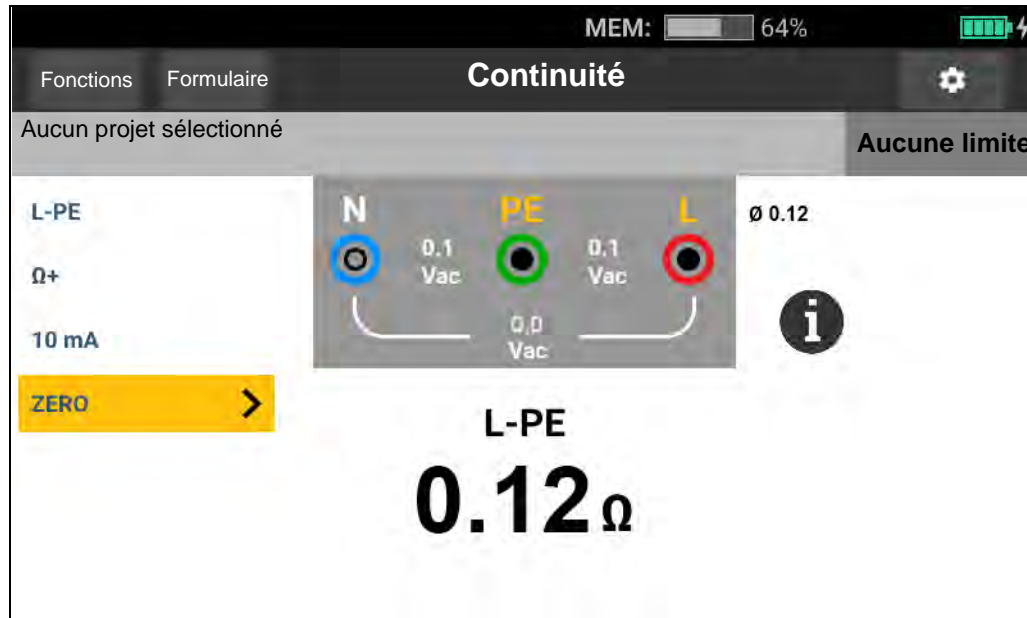 MEM: 64%
Fonctions Formulaire Continuité
Aucun projet sélectionné
Aucune limite
L-PE
Ω+
10 mA
ZERO
N PE L
0.1 0.1
Vac Vac
0,0
Vac
Ø 0.12
i
L-PE
0.12 Ω